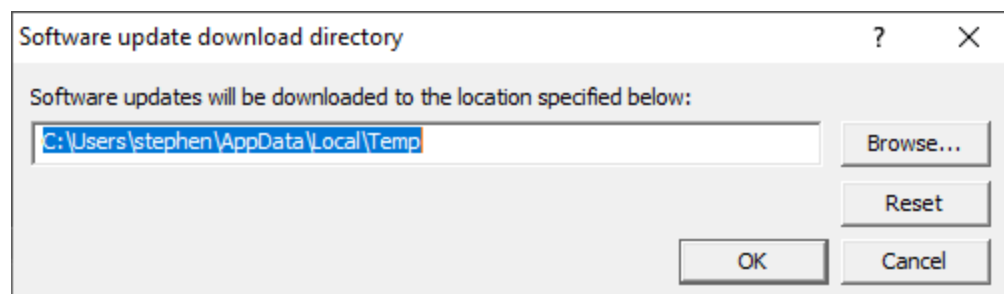 Software update download directory ?
Software updates will be downloaded to the location specified below:
C:\Users\stephen\AppData\Local\Temp
Browse...
Reset
OK
Cancel